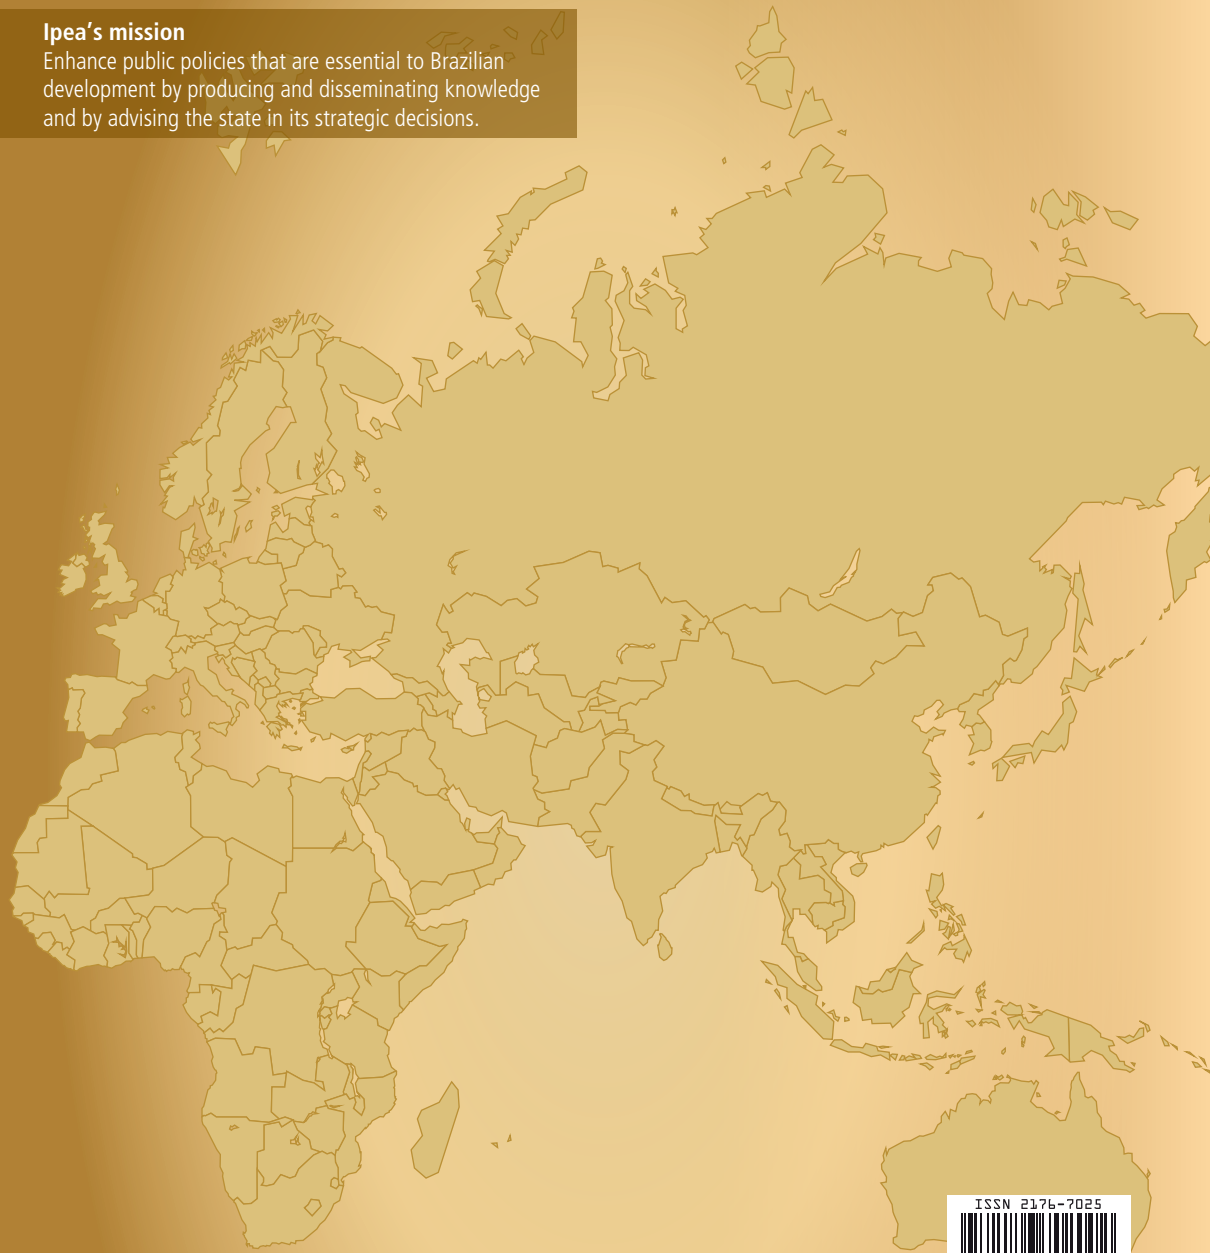 Ipea's mission
Enhance public policies that are essential to Brazilian
development by producing and disseminating knowledge
and by advising the state in its strategic decisions.
ISSN 2176-7025